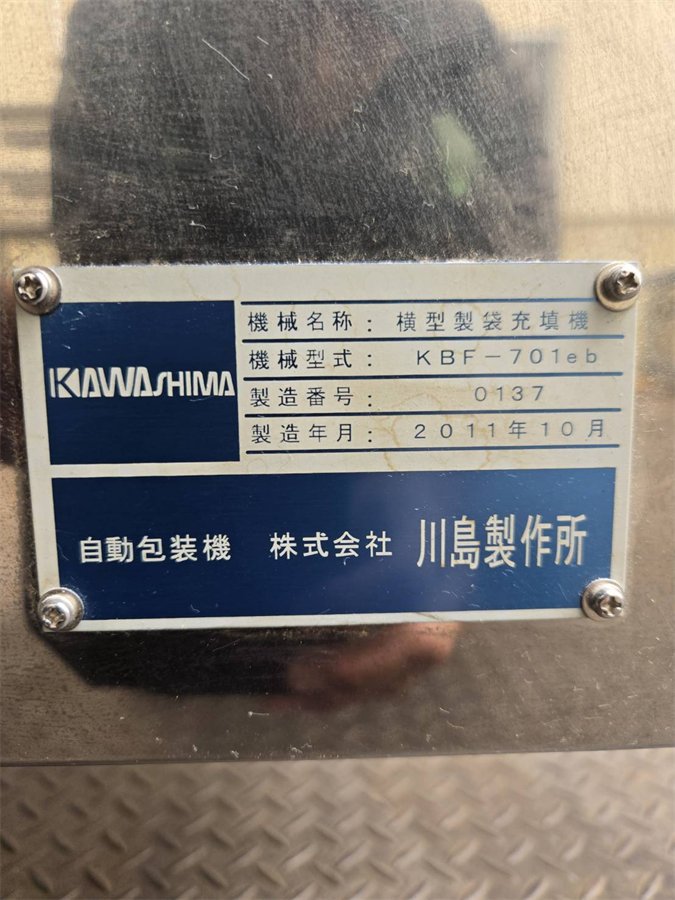 KAWASHIMA
機械名称: 横型製袋充填機
機械型式: KBF-701eb
製造番号: 0137
製造年月: 2011年10月
自動包装機 株式会社 川島製作所